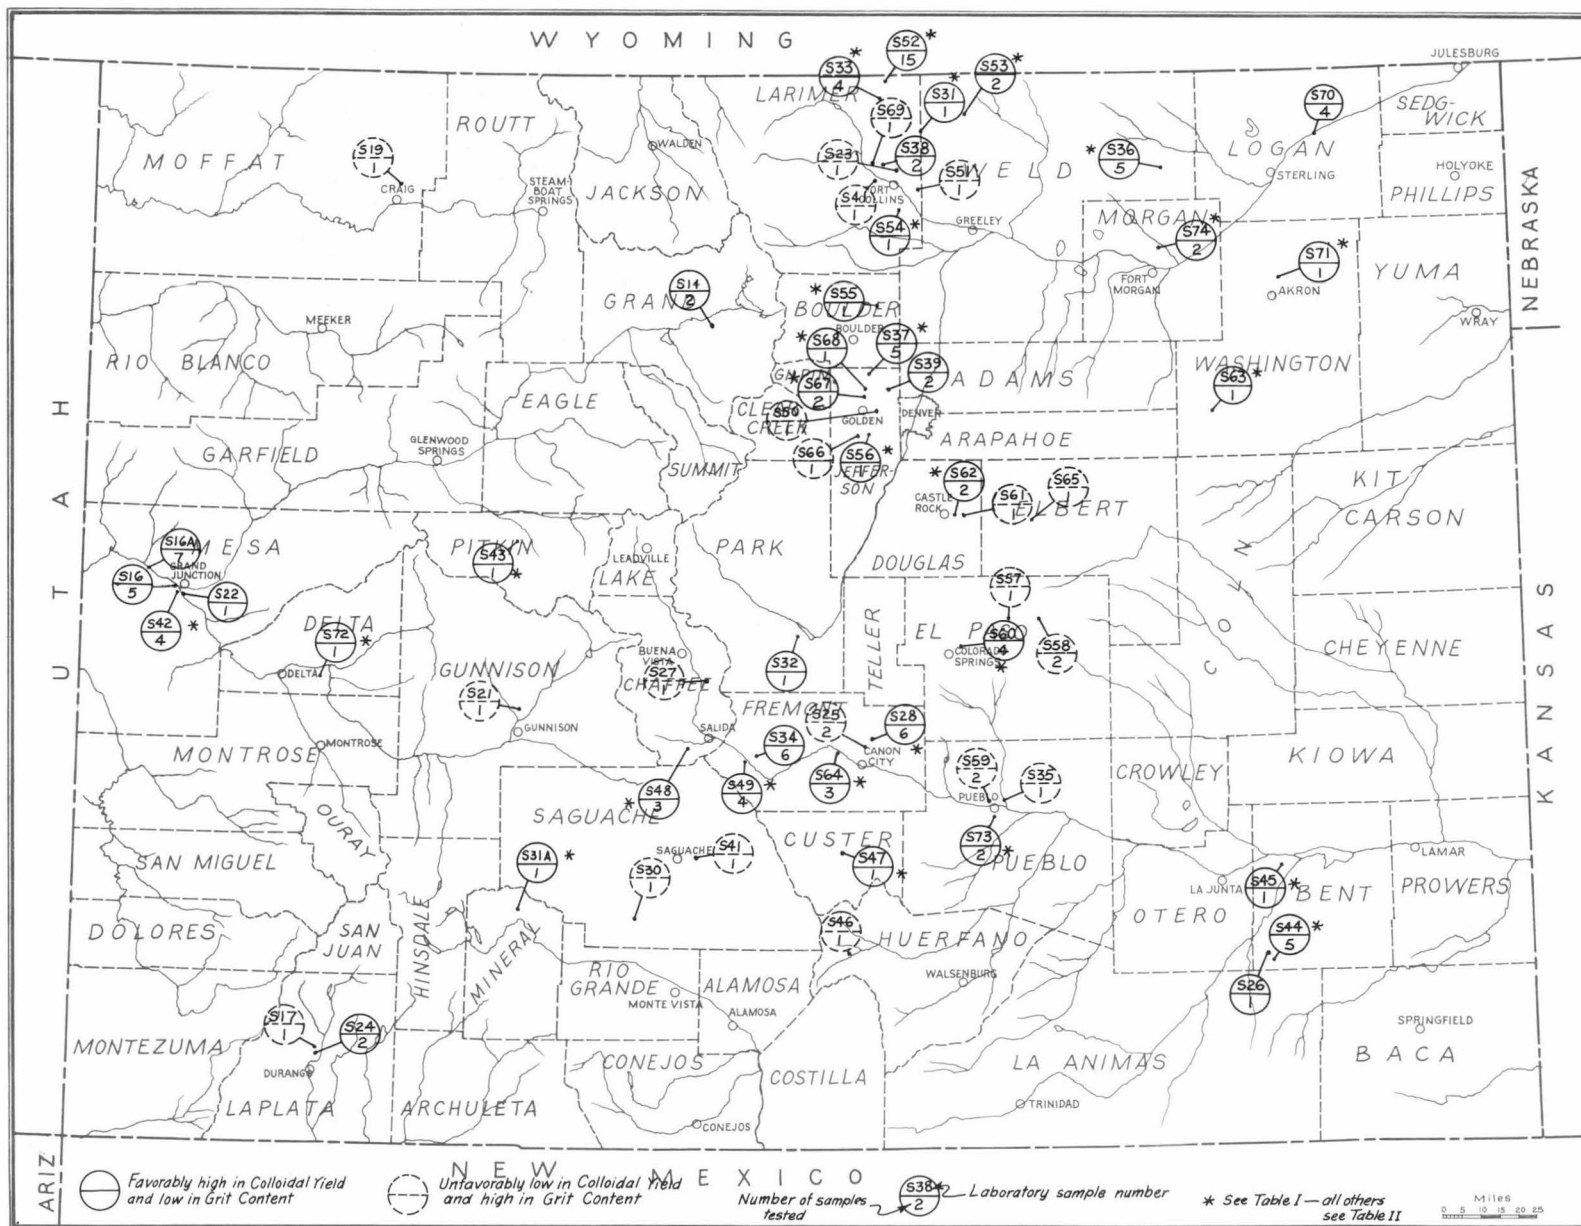 WYOMING
JULESBURG
S52 *
15
S33 *
4
LARIMER
S53 *
2
S31 *
1
S69
1
S70
4
SEDG-
WICK
ROUTT
MOFFAT
S19
1
CRAIG
WALDEN
STEAM-
BOAT
SPRINGS
JACKSON
S23
1
S38
2
S4
1
FORT
COLLINS
S51
1
WELD
* S36
5
LOGAN
STERLING
HOLYOKE
PHILLIPS
NEBRASKA
S54 *
1
GREELEY
MORGAN
S74 *
2
FORT
MORGAN
S71 *
1
AKRON
YUMA
WRAY
S14
2
GRAND
MEEKER
RIO BLANCO
* S55
1
BOULDER
BOULDER
* S68
1
S37 *
5
GILPIN
* S67
2
S39
2
ADAMS
WASHINGTON
S63 *
1
EAGLE
CLEAR
CREEK
S50
1
GOLDEN
DENVER
ARAPAHOE
UTAH
GARFIELD
GLENWOOD
SPRINGS
SUMMIT
S66
1
S56 *
1
JEFFER-
SON
* S62
2
CASTLE
ROCK
S61
1
S65
1
ELBERT
KIT
CARSON
S16A
7
MESA
GRAND
JUNCTION
S16
5
S22
1
S42 *
4
PITKIN
S43
1 *
LEADVILLE
LAKE
PARK
DOUGLAS
LINCOLN
S57
1
DELTA
S72 *
1
DELTA
GUNNISON
S21
1
GUNNISON
BUENA
VISTA
S27
1
CHAFFEE
S32
1
TELLER
EL PASO
S60
4
*
COLORADO
SPRINGS
S58
2
CHEYENNE
KANSAS
MONTROSE
MONTROSE
SALIDA
FREMONT
S25
2
S28
6
*
S34
6
CANON
CITY
S64
3 *
S49 *
4
* S48
3
S59
2
S35
1
PUEBLO
CROWLEY
KIOWA
OURAY
SAGUACHE
SAGUACHE
S41
1
CUSTER
S47
1 *
S73
2 *
PUEBLO
SAN MIGUEL
S31A *
1
S30
1
LAMAR
LA JUNTA
S45 *
1
BENT
PROWERS
OTERO
DOLORES
SAN
JUAN
HINSDALE
MINERAL
S46
1
HUERFANO
S44 *
5
RIO
GRANDE
MONTE VISTA
ALAMOSA
ALAMOSA
WALSENBURG
S26
1
S17
1
S24
2
MONTEZUMA
DURANGO
LAPLATA
ARCHULETA
CONEJOS
CONEJOS
COSTILLA
LA ANIMAS
TRINIDAD
SPRINGFIELD
BACA
ARIZ
NEW MEXICO
Favorably high in Colloidal Yield
and low in Grit Content
Unfavorably low in Colloidal Yield
and high in Grit Content
Number of samples
tested
S38
2
Laboratory sample number
* See Table I — all others
see Table II
Miles
0 5 10 15 20 25